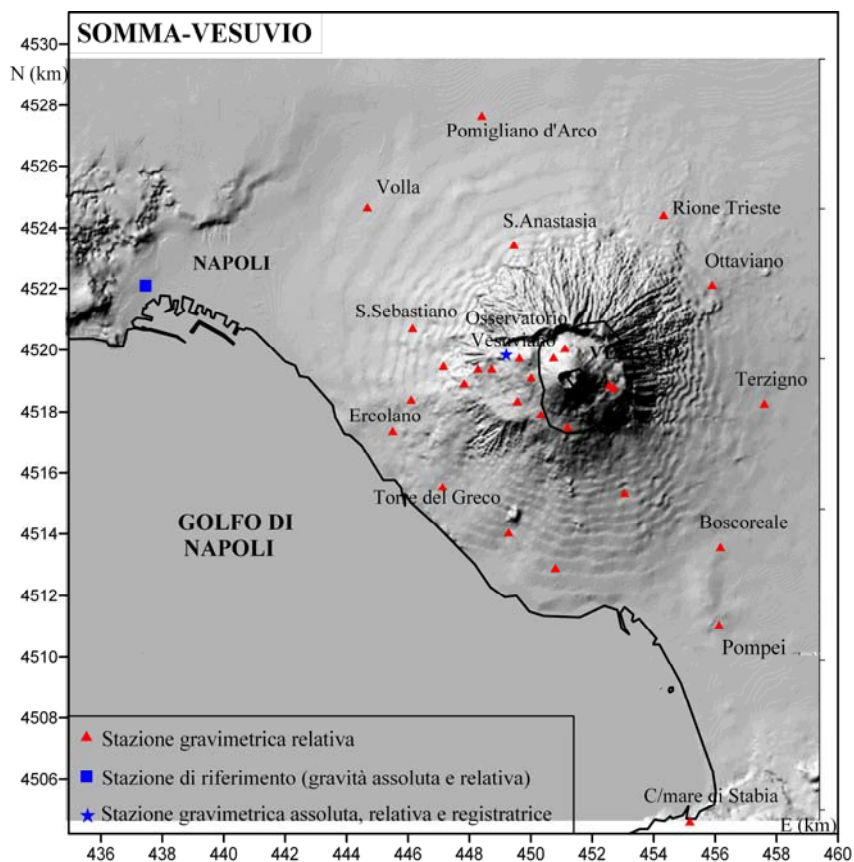 SOMMA-VESUVIO
4530
N (km)
4528
4526
4524
4522
4520
4518
4516
4514
4512
4510
4508
4506
Pomigliano d'Arco
Volla
Rione Trieste
S.Anastasia
NAPOLI
Ottaviano
S.Sebastiano
Osservatorio
Vesuviano
Terzigno
Ercolano
Torre del Greco
Boscoreale
GOLFO DI
NAPOLI
Pompei
Stazione gravimetrica relativa
Stazione di riferimento (gravità assoluta e relativa)
Stazione gravimetrica assoluta, relativa e registratrice
C/mare di Stabia
E (km)
436 438 440 442 444 446 448 450 452 454 456 458 460